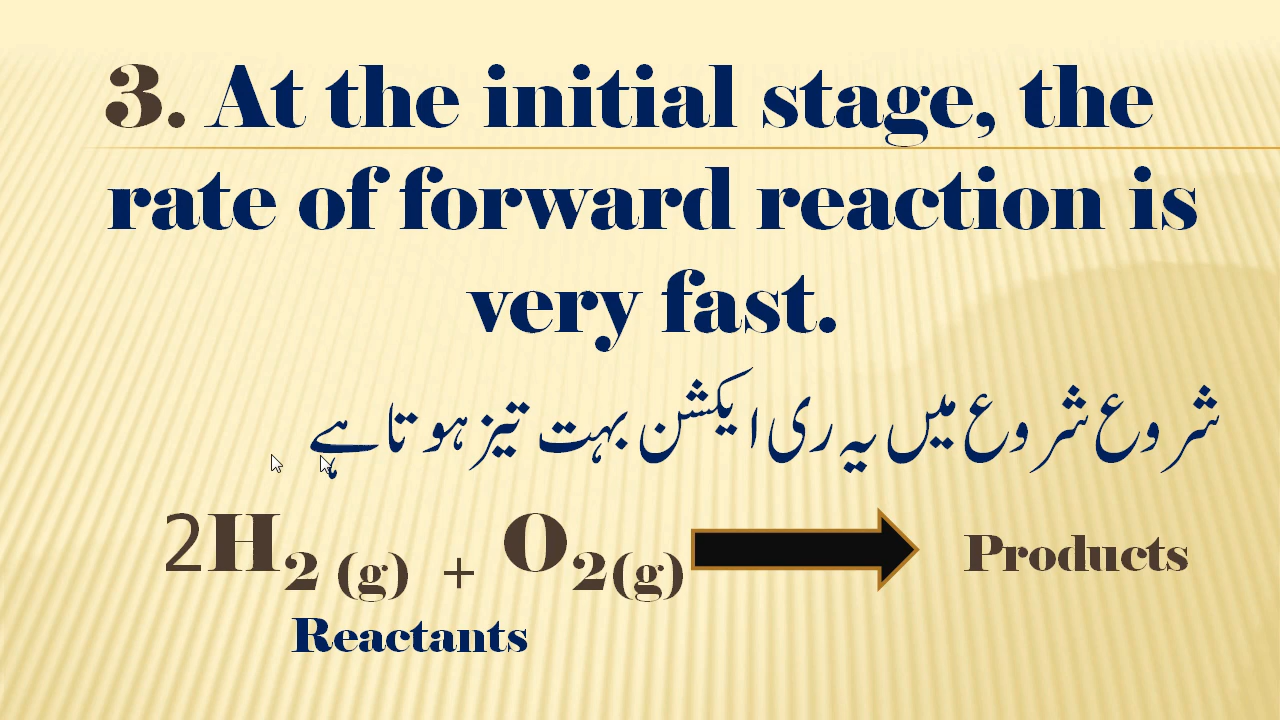 3. At the initial stage, the
rate of forward reaction is
very fast.
شروع شروع میں یہ ری ایکشن بہت تیز ہوتا ہے
2H2 (g) + O2(g) Products
Reactants